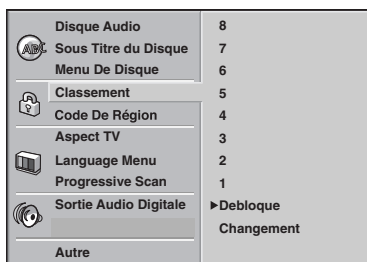 Disque Audio
Sous Titre du Disque
Menu De Disque
Classement
Code De Région
Aspect TV
Language Menu
Progressive Scan
Sortie Audio Digitale
Autre
8
7
6
5
4
3
2
1
►Debloque
Changement
ABC